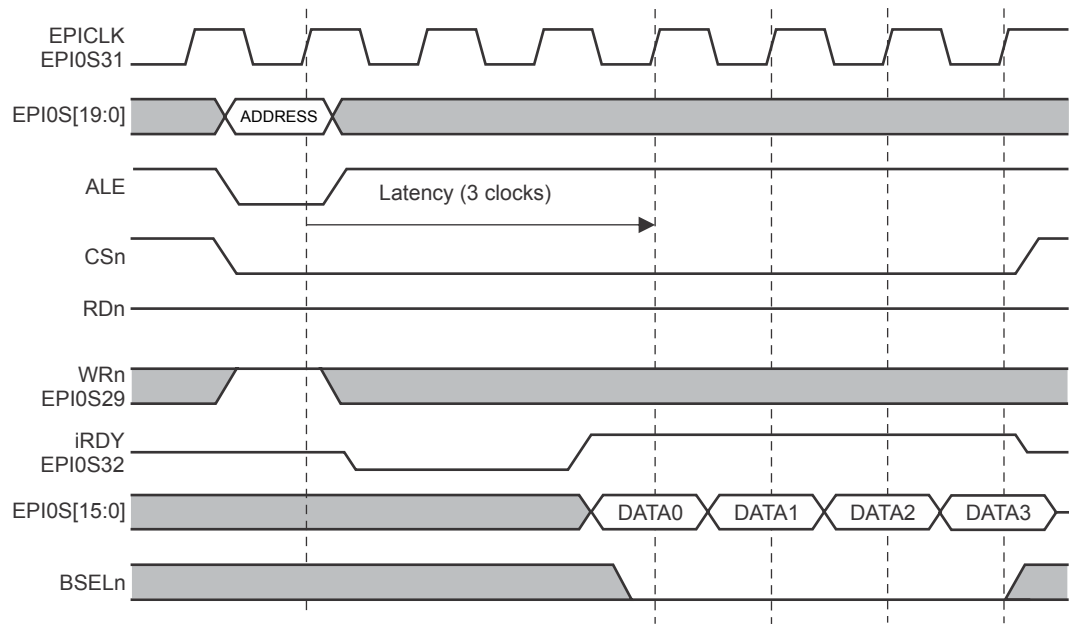 EPICLK
EPI0S31
EPI0S[19:0]
ADDRESS
ALE
Latency (3 clocks)
CSn
RDn
WRn
EPI0S29
iRDY
EPI0S32
EPI0S[15:0]
DATA0
DATA1
DATA2
DATA3
BSELn